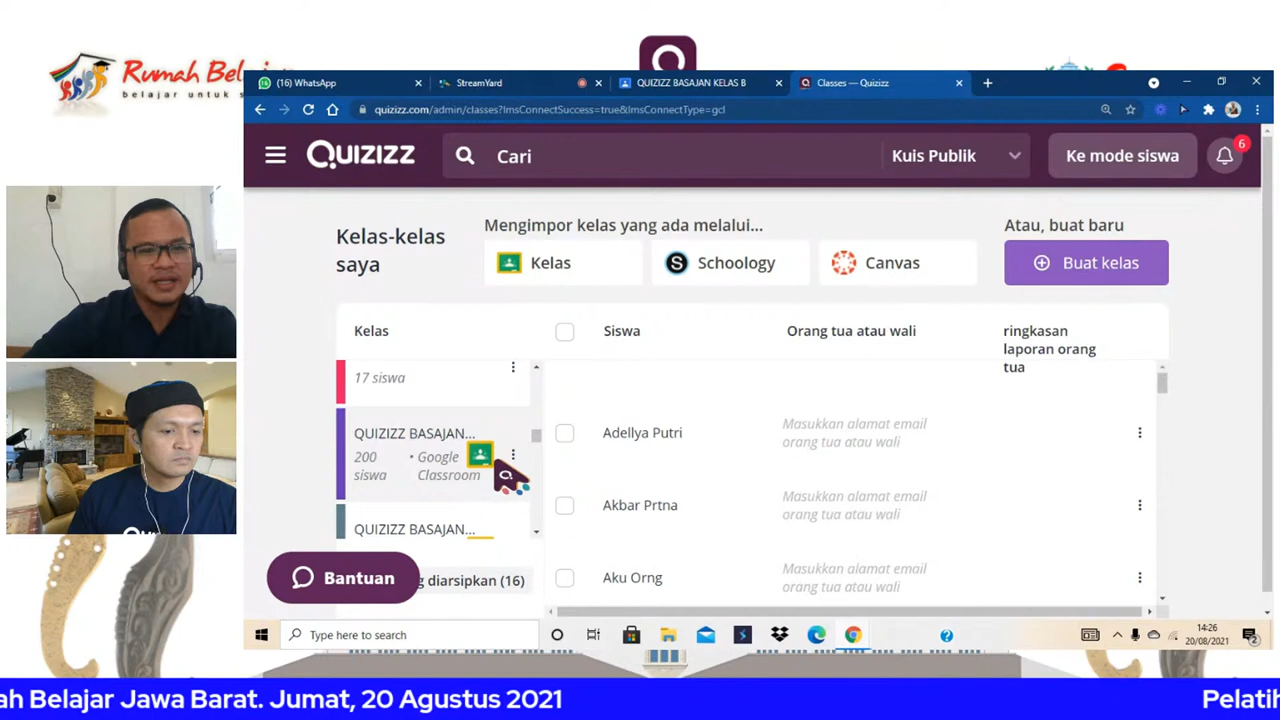 Rumah Be
belajar untuk s
(16) WhatsApp
StreamYard
QUIZIZZ BASAJAN KELAS B
Classes — Quizizz
quizizz.com/admin/classes?lmsConnectSuccess=true&lmsConnectType=gcl
QUIZIZZ
Cari
Kuis Publik
Ke mode siswa
6
Kelas-kelas
saya
Mengimpor kelas yang ada melalui...
Atau, buat baru
Kelas
Schoology
Canvas
Buat kelas
Kelas
Siswa
Orang tua atau wali
ringkasan
laporan orang
tua
17 siswa
QUIZIZZ BASAJAN...
200
siswa
• Google
Classroom
Adellya Putri
Masukkan alamat email
orang tua atau wali
Akbar Prtna
Masukkan alamat email
orang tua atau wali
QUIZIZZ BASAJAN...
Aku Orng
Masukkan alamat email
orang tua atau wali
Bantuan
g diarsipkan (16)
Type here to search
14:26
20/08/2021
2
ah Belajar Jawa Barat. Jumat, 20 Agustus 2021
Pelatih